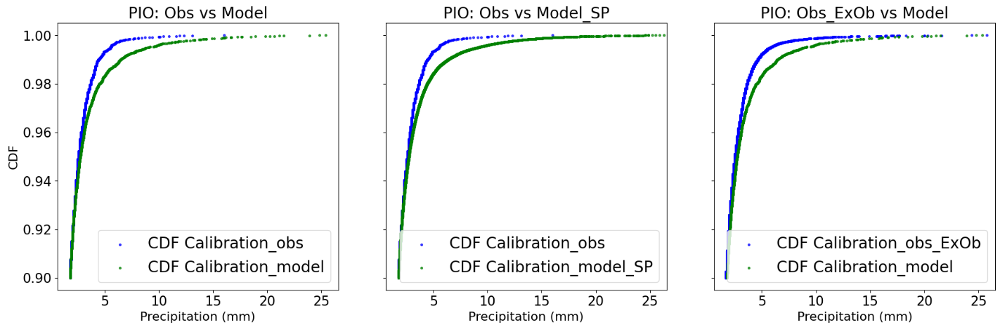 PIO: Obs vs Model
PIO: Obs vs Model_SP
PIO: Obs_ExOb vs Model
CDF
1.00
0.98
0.96
0.94
0.92
0.90
CDF Calibration_obs
CDF Calibration_model
CDF Calibration_obs
CDF Calibration_model_SP
CDF Calibration_obs_ExOb
CDF Calibration_model
5 10 15 20 25
5 10 15 20 25
5 10 15 20 25
Precipitation (mm)
Precipitation (mm)
Precipitation (mm)